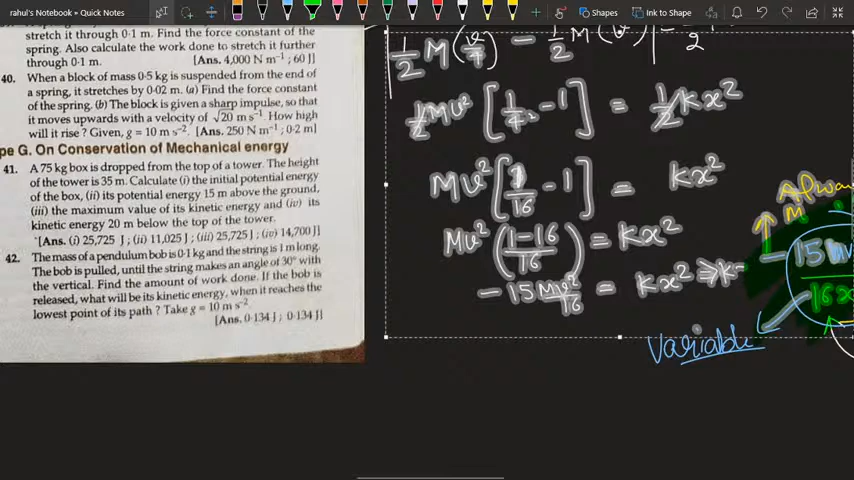 rahul's Notebook » Quick Notes
Shapes
Ink to Shape
stretch it through 0·1 m. Find the force constant of the
spring. Also calculate the work done to stretch it further
through 0·1 m. [Ans. 4,000 N m⁻¹ ; 60 J]
40. When a block of mass 0·5 kg is suspended from the end of
a spring, it stretches by 0·02 m. (a) Find the force constant
of the spring. (b) The block is given a sharp impulse, so that
it moves upwards with a velocity of √20 m s⁻¹. How high
will it rise ? Given, g = 10 m s⁻². [Ans. 250 N m⁻¹ ; 0·2 m]
pe G. On Conservation of Mechanical energy
41. A 75 kg box is dropped from the top of a tower. The height
of the tower is 35 m. Calculate (i) the initial potential energy
of the box, (ii) its potential energy 15 m above the ground,
(iii) the maximum value of its kinetic energy and (iv) its
kinetic energy 20 m below the top of the tower.
[Ans. (i) 25,725 J ; (ii) 11,025 J ; (iii) 25,725 J ; (iv) 14,700 J]
42. The mass of a pendulum bob is 0·1 kg and the string is 1 m long.
The bob is pulled, until the string makes an angle of 30° with
the vertical. Find the amount of work done. If the bob is
released, what will be its kinetic energy, when it reaches the
lowest point of its path ? Take g = 10 m s⁻².
[Ans. 0·134 J ; 0·134 J]
½ Mv² [ - 1 ] = ½ Kx²
Mv² [ 1/16 - 1 ] = Kx²
Mv² ( 1-16/16 ) = Kx²
- 15 Mv²/16 = Kx²
- 15 Mv
16x
Variable